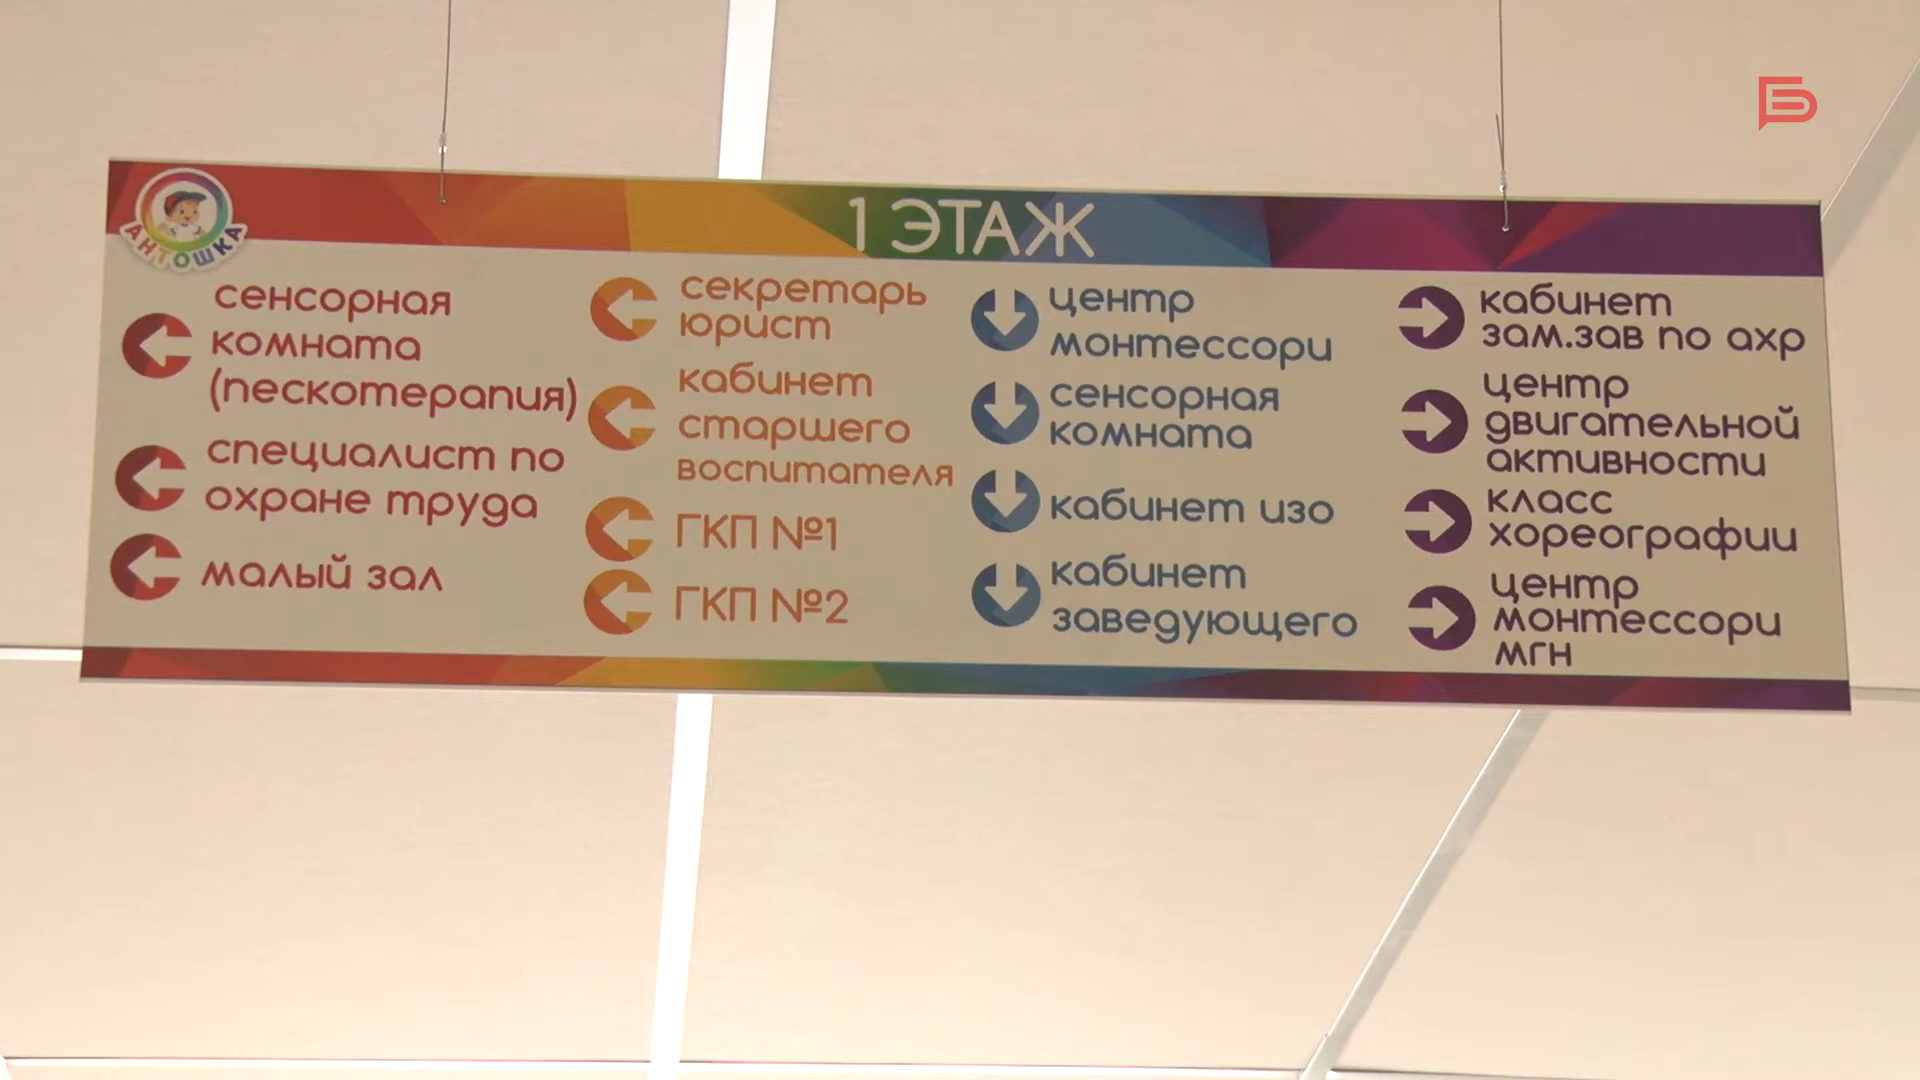 1 ЭТАЖ
АНТОШКА
сенсорная
комната
(пескотерапия)
специалист по
охране труда
малый зал
секретарь
юрист
кабинет
старшего
воспитателя
ГКП №1
ГКП №2
центр
монтессори
сенсорная
комната
кабинет изо
кабинет
заведующего
кабинет
зам.зав по ахр
центр
двигательной
активности
класс
хореографии
центр
монтессори
мгн